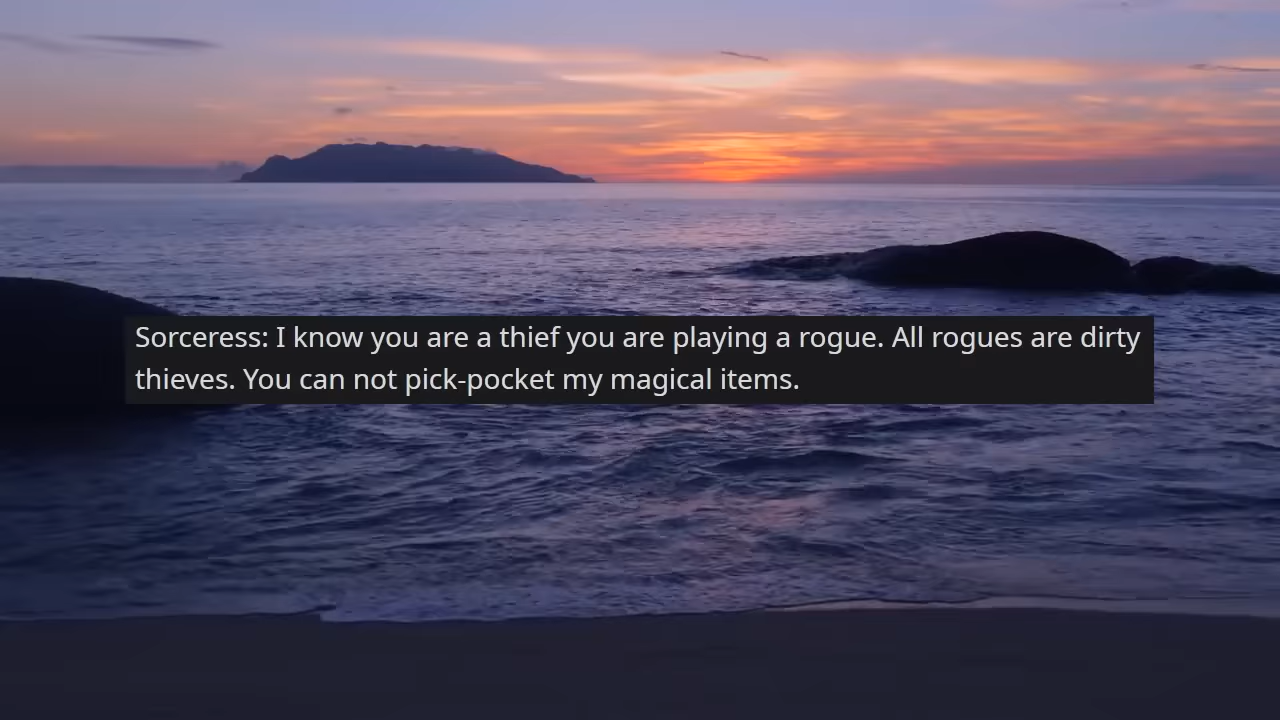 Sorceress: I know you are a thief you are playing a rogue. All rogues are dirty
thieves. You can not pick-pocket my magical items.